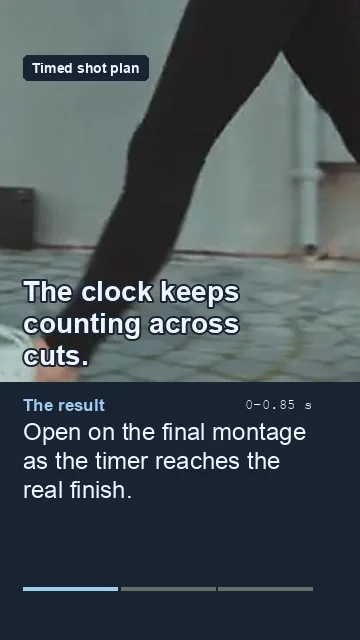 Timed shot plan
The clock keeps
counting across
cuts.
The result
0–0.85 s
Open on the final montage
as the timer reaches the
real finish.